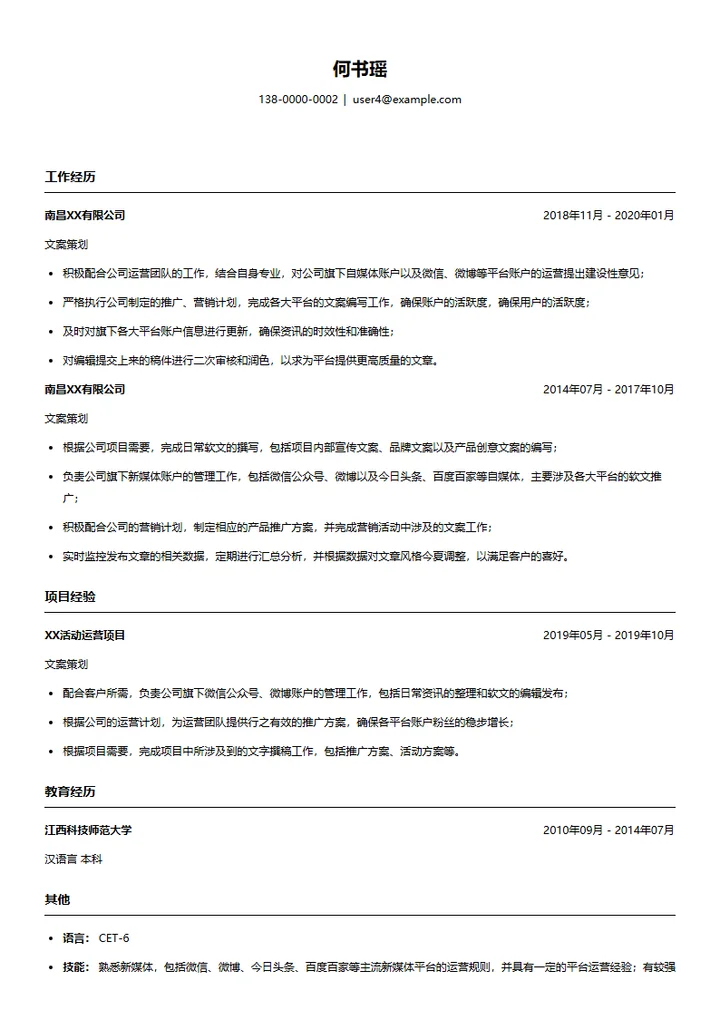 何书瑶
138-0000-0002 | user4@example.com
工作经历
南昌XX有限公司 2018年11月 - 2020年01月
文案策划
• 积极配合公司运营团队的工作，结合自身专业，对公司旗下自媒体账户以及微信、微博等平台账户的运营提出建设性意见；
• 严格执行公司制定的推广、营销计划，完成各大平台的文案编写工作，确保账户的活跃度，确保用户的活跃度；
• 及时对旗下各大平台账户信息进行更新，确保资讯的时效性和准确性；
• 对编辑提交上来的稿件进行二次审核和润色，以求为平台提供更高质量的文章。
南昌XX有限公司 2014年07月 - 2017年10月
文案策划
• 根据公司项目需要，完成日常软文的撰写，包括项目内部宣传文案、品牌文案以及产品创意文案的编写；
• 负责公司旗下新媒体账户的管理工作，包括微信公众号、微博以及今日头条、百度百家等自媒体，主要涉及各大平台的软文推
广；
• 积极配合公司的营销计划，制定相应的产品推广方案，并完成营销活动中涉及的文案工作；
• 实时监控发布文章的相关数据，定期进行汇总分析，并根据数据对文章风格今夏调整，以满足客户的喜好。
项目经验
XX活动运营项目 2019年05月 - 2019年10月
文案策划
• 配合客户所需，负责公司旗下微信公众号、微博账户的管理工作，包括日常资讯的整理和软文的编辑发布；
• 根据公司的运营计划，为运营团队提供行之有效的推广方案，确保各平台账户粉丝的稳步增长；
• 根据项目需要，完成项目中所涉及到的文字撰稿工作，包括推广方案、活动方案等。
教育经历
江西科技师范大学 2010年09月 - 2014年07月
汉语言 本科
其他
• 语言： CET-6
• 技能： 熟悉新媒体，包括微信、微博、今日头条、百度百家等主流新媒体平台的运营规则，并具有一定的平台运营经验；有较强